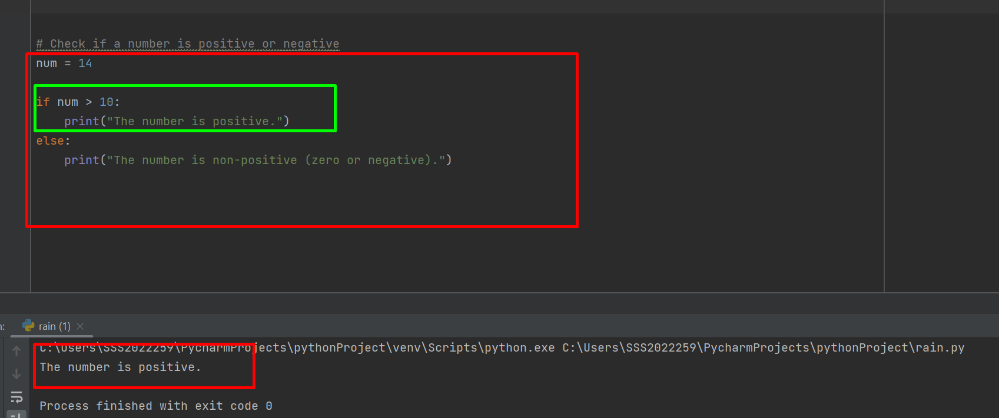 # Check if a number is positive or negative
num = 14
if num > 10:
    print("The number is positive.")
else:
    print("The number is non-positive (zero or negative).")
rain (1)
C:\Users\SSS2022259\PycharmProjects\pythonProject\venv\Scripts\python.exe C:\Users\SSS2022259\PycharmProjects\pythonProject\rain.py
The number is positive.
Process finished with exit code 0